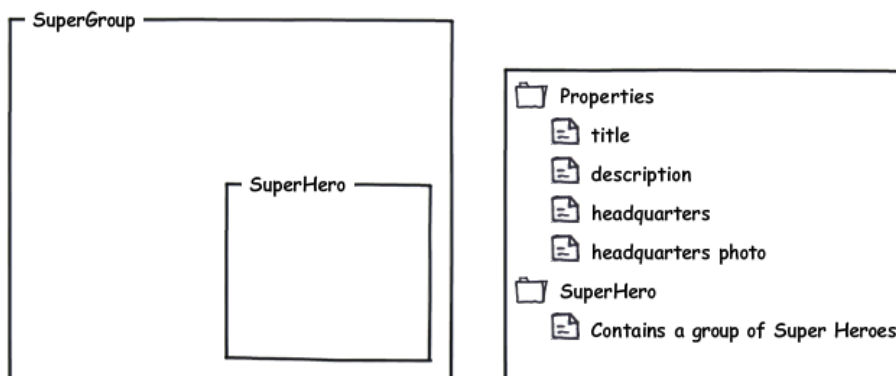 SuperGroup
SuperHero
Properties
title
description
headquarters
headquarters photo
SuperHero
Contains a group of Super Heroes